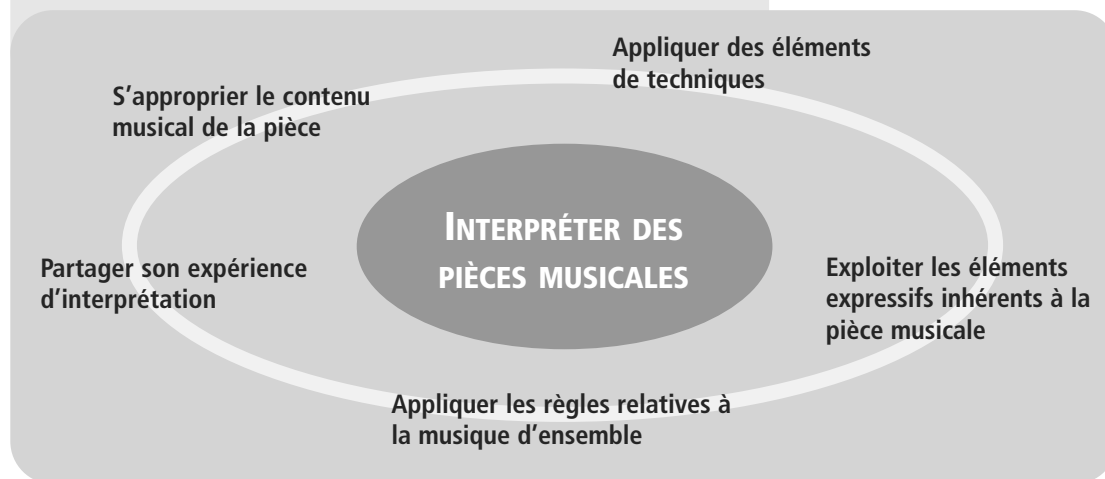 Appliquer des éléments
de techniques
S’approprier le contenu
musical de la pièce
INTERPRÉTER DES
PIÈCES MUSICALES
Partager son expérience
d’interprétation
Exploiter les éléments
expressifs inhérents à la
pièce musicale
Appliquer les règles relatives à
la musique d’ensemble